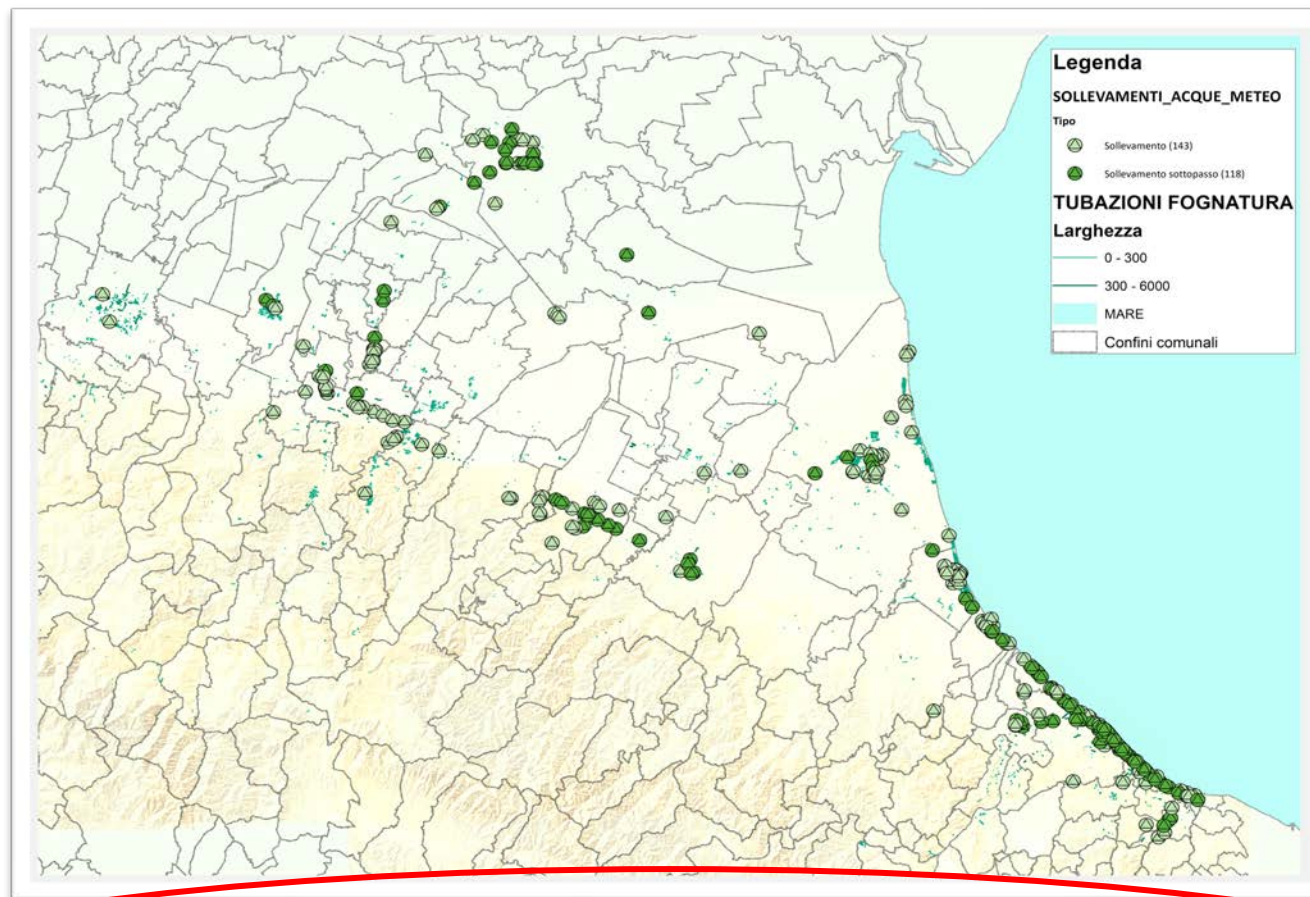 Legenda
SOLLEVAMENTI_ACQUE_METEO
Tipo
Sollevamento (143)
Sollevamento sottopasso (118)
TUBAZIONI FOGNATURA
Larghezza
0 - 300
300 - 6000
MARE
Confini comunali